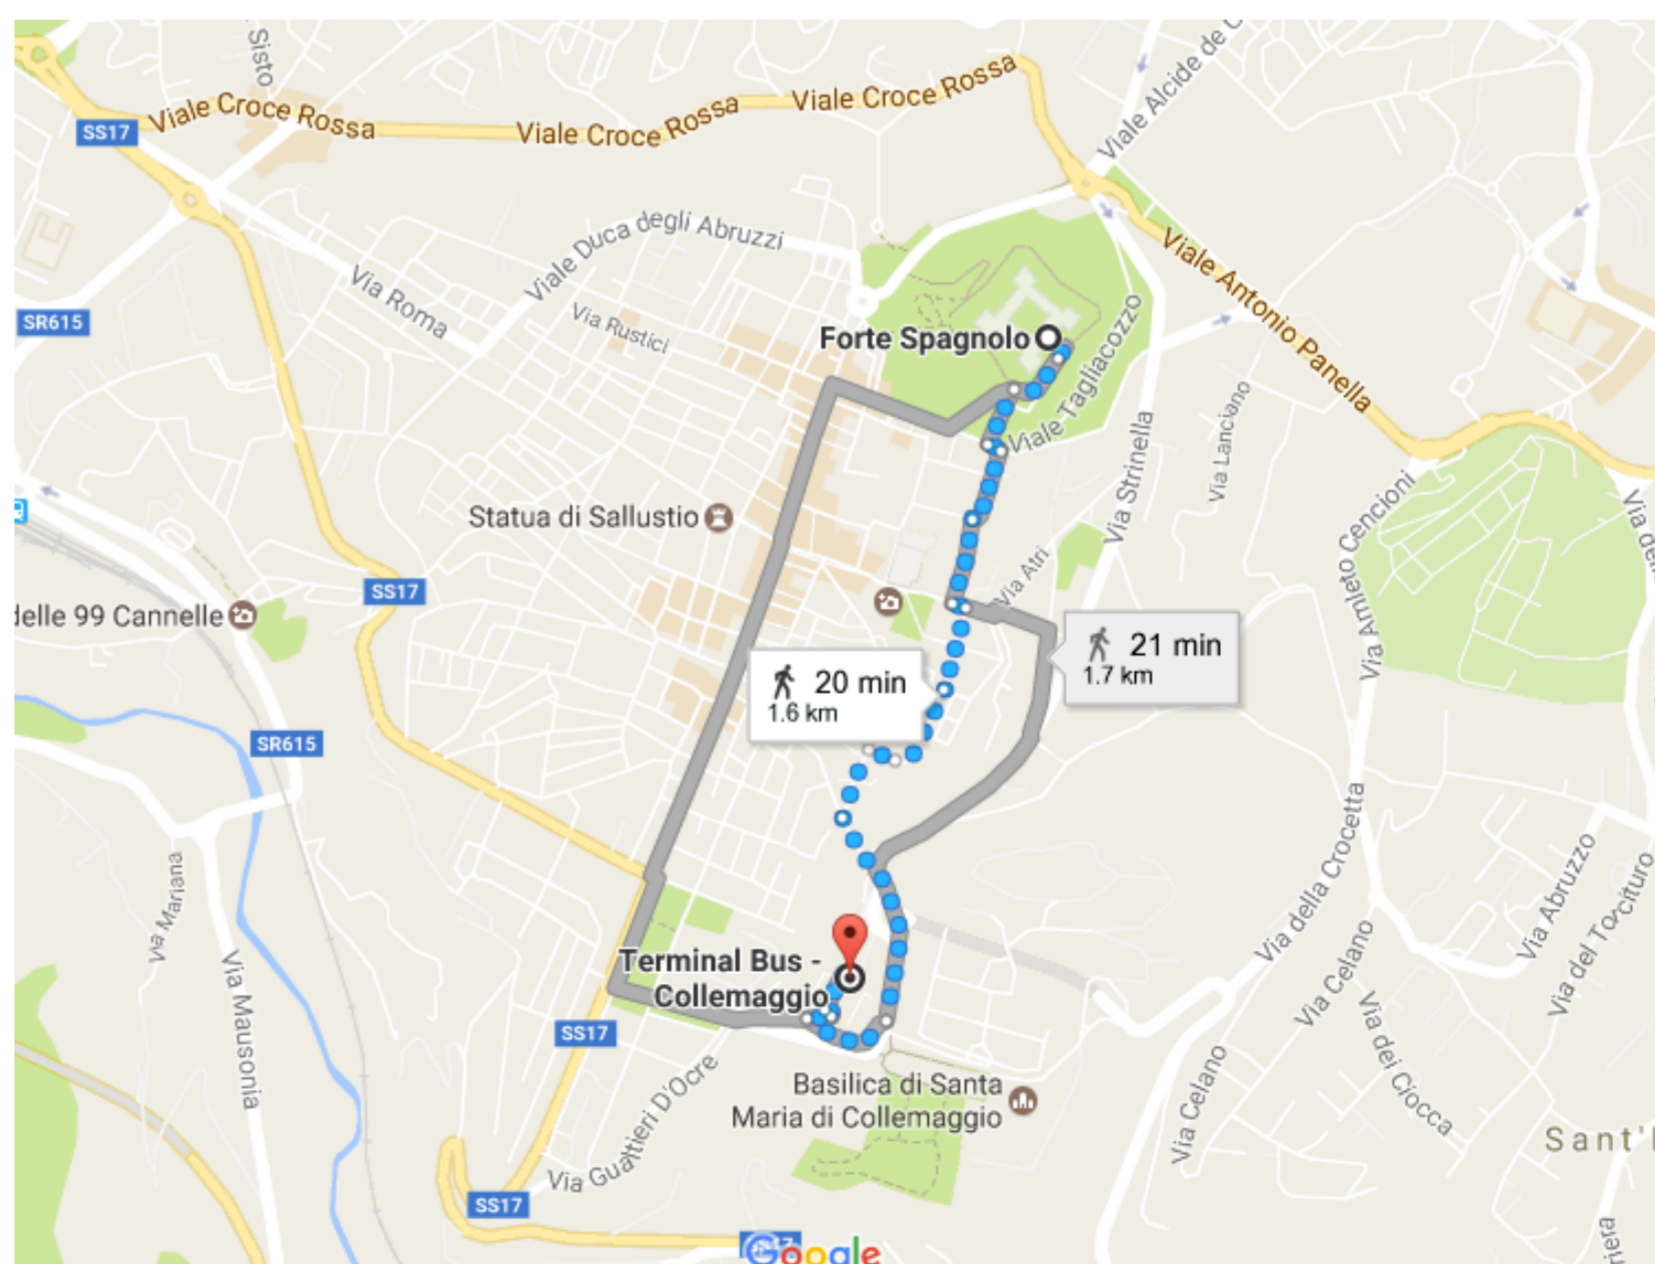 Sisto
Viale Croce Rossa
Viale Croce Rossa
Viale Croce Rossa
SS17
Viale Alcide de
Viale Duca degli Abruzzi
Via Roma
Via Rustici
SR615
Viale Antonio Panella
Forte Spagnolo
Viale Tagliacozzo
Via Strinella
Via Lanciano
Statua di Sallustio
Via Atri
Via Amleto Cencioni
SS17
delle 99 Cannelle
21 min
1.7 km
20 min
1.6 km
SR615
Via Mariana
Via Mausonia
Via della Crocetta
Via Abruzzo
Via del Torcituro
Terminal Bus -
Collemaggio
Via Celano
Via dei Ciocca
SS17
Via Celano
Basilica di Santa
Maria di Collemaggio
Via Gualtieri D'Ocre
Sant'
SS17
SS17
Google